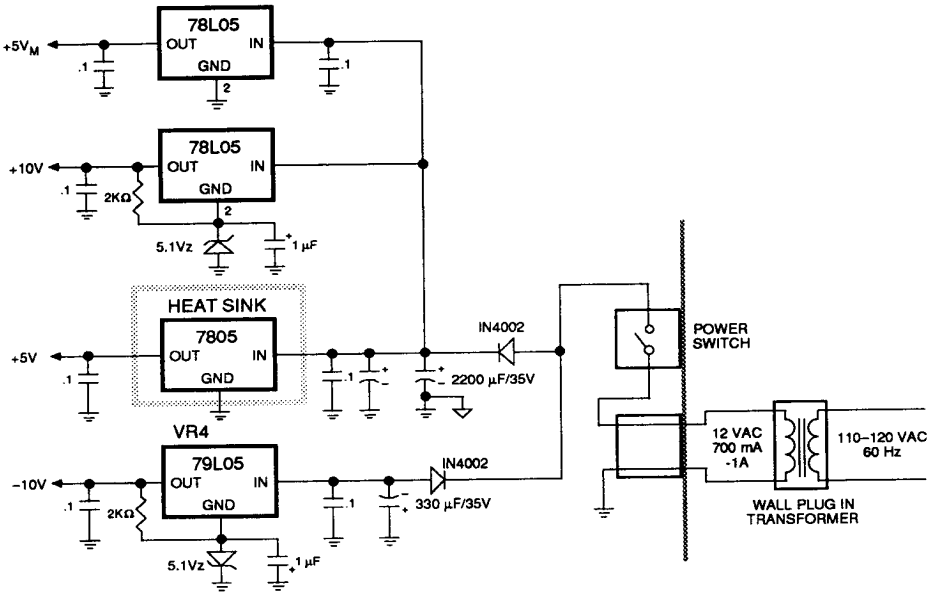 78L05
+5VM
OUT
IN
GND
.1
.1
2
78L05
+10V
OUT
IN
GND
.1
2KΩ
2
5.1Vz
+
1 µF
HEAT SINK
7805
+5V
OUT
IN
GND
.1
.1
+
−
+
−
2200 µF/35V
IN4002
POWER
SWITCH
12 VAC
700 mA
-1A
110–120 VAC
60 Hz
WALL PLUG IN
TRANSFORMER
VR4
79L05
−10V
OUT
IN
GND
.1
2KΩ
.1
−
+
330 µF/35V
IN4002
5.1Vz
+
1 µF